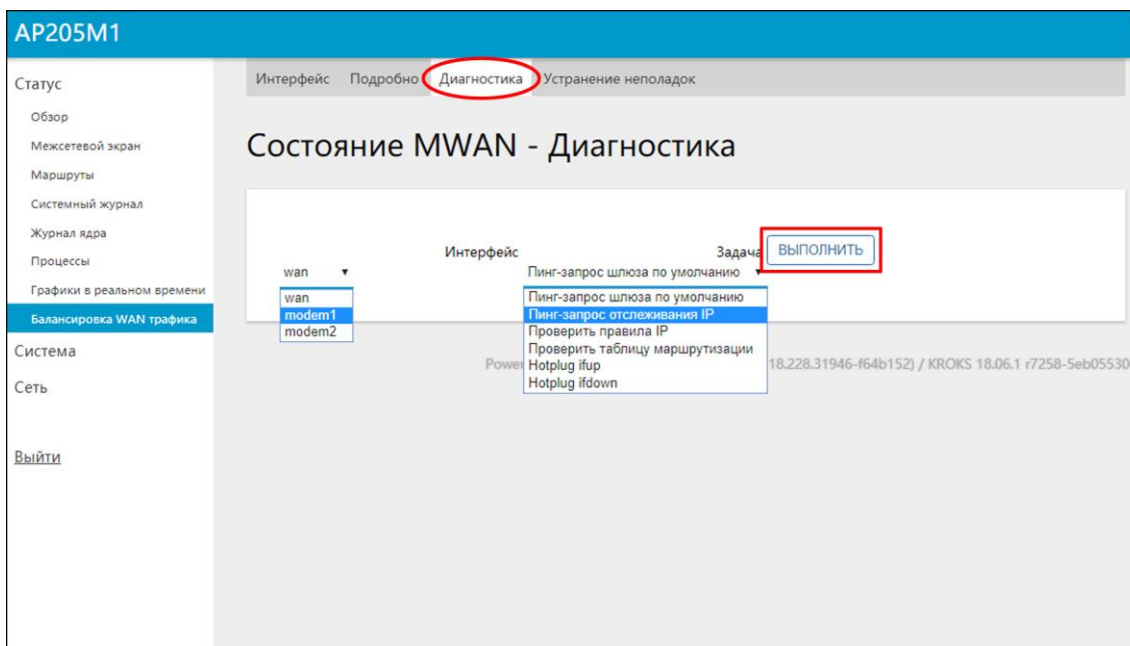 AP205M1
Статус
Обзор
Межсетевой экран
Маршруты
Системный журнал
Журнал ядра
Процессы
Графики в реальном времени
Балансировка WAN трафика
Система
Сеть
Выйти
Интерфейс Подробно Диагностика Устранение неполадок
Состояние MWAN - Диагностика
Интерфейс Задача ВЫПОЛНИТЬ
wan Пинг-запрос шлюза по умолчанию
wan
modem1
modem2
Пинг-запрос шлюза по умолчанию
Пинг-запрос отслеживания IP
Проверить правила IP
Проверить таблицу маршрутизации
Hotplug ifup
Hotplug ifdown
18.228.31946-f64b152) / KROKS 18.06.1 r7258-5eb05530